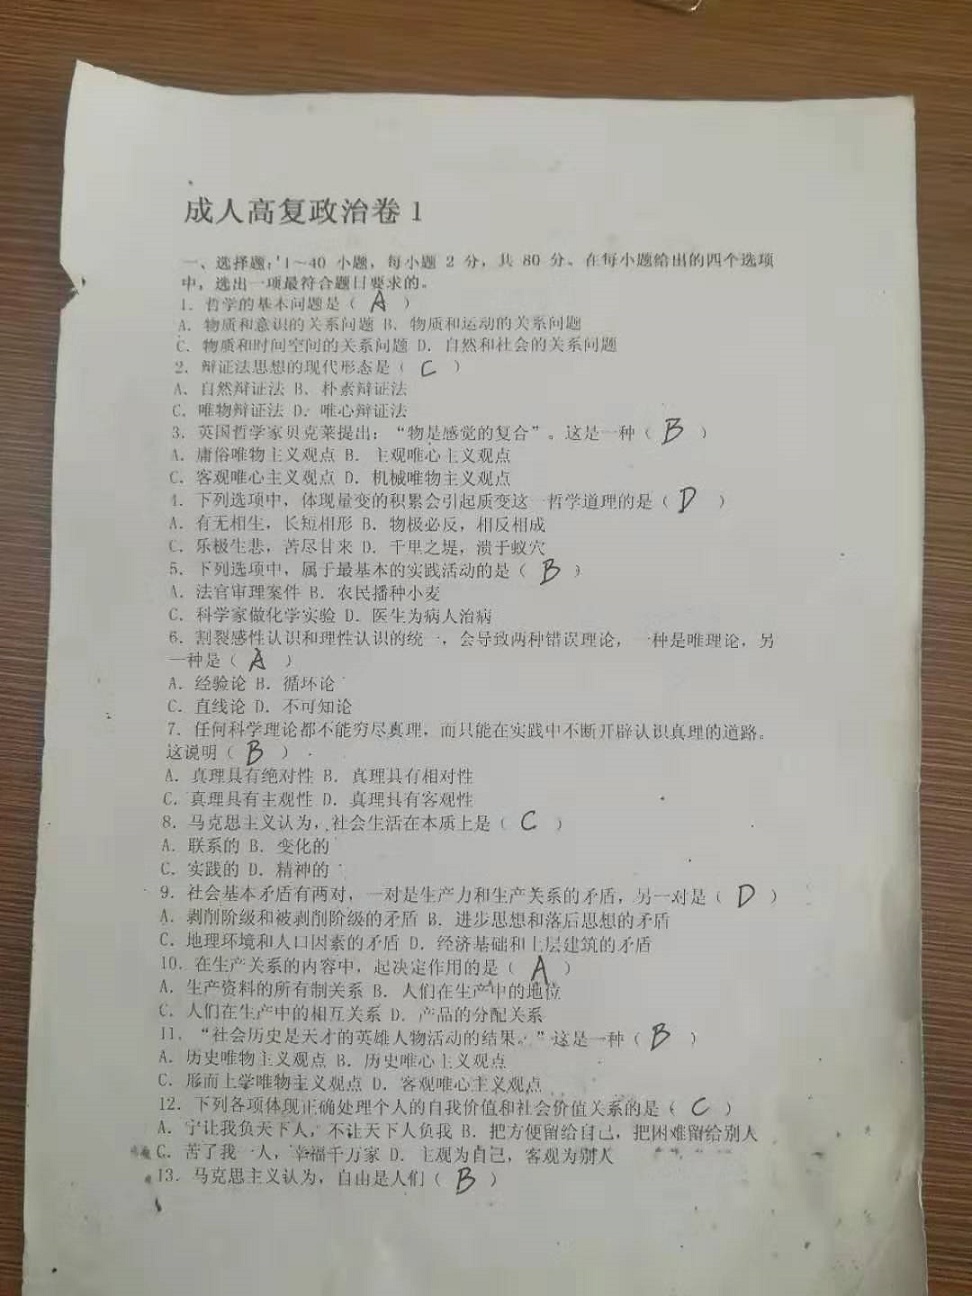 成人高复政治卷 1
一、选择题：1～40 小题，每小题 2 分，共 80 分。在每小题给出的四个选项
中，选出一项最符合题目要求的。
1．哲学的基本问题是（ A ）
A．物质和意识的关系问题 B．物质和运动的关系问题
C．物质和时间空间的关系问题 D．自然和社会的关系问题
2．辩证法思想的现代形态是（ C ）
A．自然辩证法 B．朴素辩证法
C．唯物辩证法 D．唯心辩证法
3．英国哲学家贝克莱提出：“物是感觉的复合”。这是一种（ B ）
A．庸俗唯物主义观点 B．主观唯心主义观点
C．客观唯心主义观点 D．机械唯物主义观点
4．下列选项中，体现量变的积累会引起质变这一哲学道理的是（ D ）
A．有无相生，长短相形 B．物极必反，相反相成
C．乐极生悲，苦尽甘来 D．千里之堤，溃于蚁穴
5．下列选项中，属于最基本的实践活动的是（ B ）
A．法官审理案件 B．农民播种小麦
C．科学家做化学实验 D．医生为病人治病
6．割裂感性认识和理性认识的统一，会导致两种错误理论，一种是唯理论，另
一种是（ A ）
A．经验论 B．循环论
C．直线论 D．不可知论
7．任何科学理论都不能穷尽真理，而只能在实践中不断开辟认识真理的道路。
这说明（ B ）
A．真理具有绝对性 B．真理具有相对性
C．真理具有主观性 D．真理具有客观性
8．马克思主义认为，社会生活在本质上是（ C ）
A．联系的 B．变化的
C．实践的 D．精神的
9．社会基本矛盾有两对，一对是生产力和生产关系的矛盾，另一对是（ D ）
A．剥削阶级和被剥削阶级的矛盾 B．进步思想和落后思想的矛盾
C．地理环境和人口因素的矛盾 D．经济基础和上层建筑的矛盾
10．在生产关系的内容中，起决定作用的是（ A ）
A．生产资料的所有制关系 B．人们在生产中的地位
C．人们在生产中的相互关系 D．产品的分配关系
11．“社会历史是天才的英雄人物活动的结果。”这是一种（ B ）
A．历史唯物主义观点 B．历史唯心主义观点
C．形而上学唯物主义观点 D．客观唯心主义观点
12．下列各项体现正确处理个人的自我价值和社会价值关系的是（ C ）
A．宁让我负天下人，不让天下人负我 B．把方便留给自己，把困难留给别人
C．苦了我一人，幸福千万家 D．主观为自己，客观为别人
13．马克思主义认为，自由是人们（ B ）